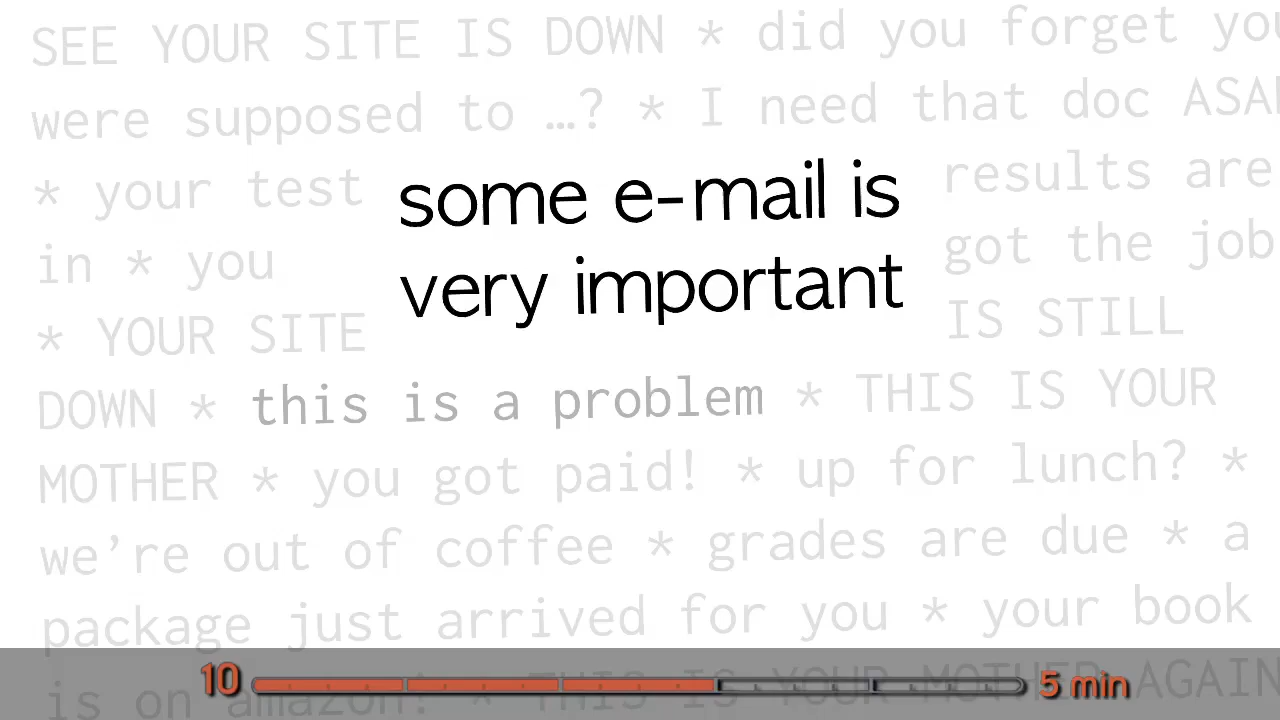 SEE YOUR SITE IS DOWN * did you forget you
were supposed to …? * I need that doc ASAP
* your test results are
some e-mail is
in * you got the job
very important
* YOUR SITE IS STILL
DOWN * this is a problem * THIS IS YOUR
MOTHER * you got paid! * up for lunch? *
we’re out of coffee * grades are due * a
package just arrived for you * your book
is on amazon! * THIS IS YOUR MOTHER AGAIN
10 5 min